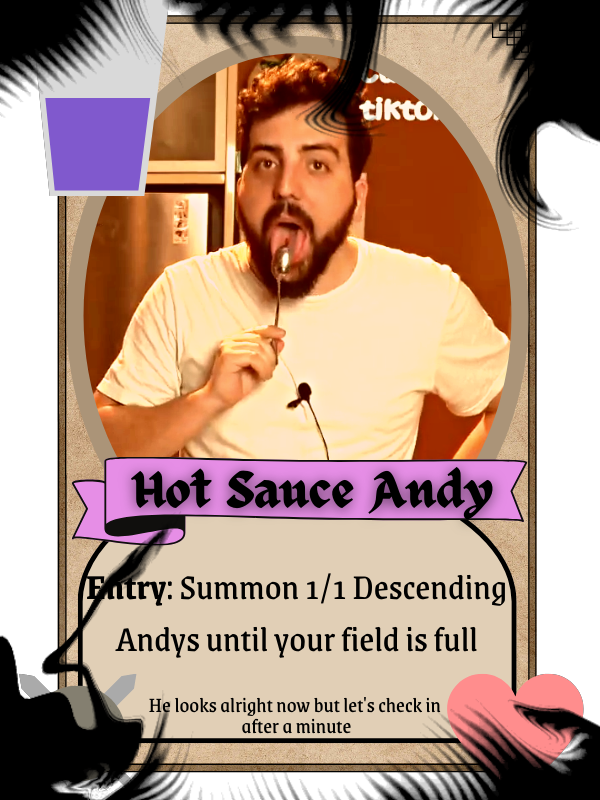 tikto
Hot Sauce Andy
Entry: Summon 1/1 Descending
Andys until your field is full
He looks alright now but let's check in
after a minute